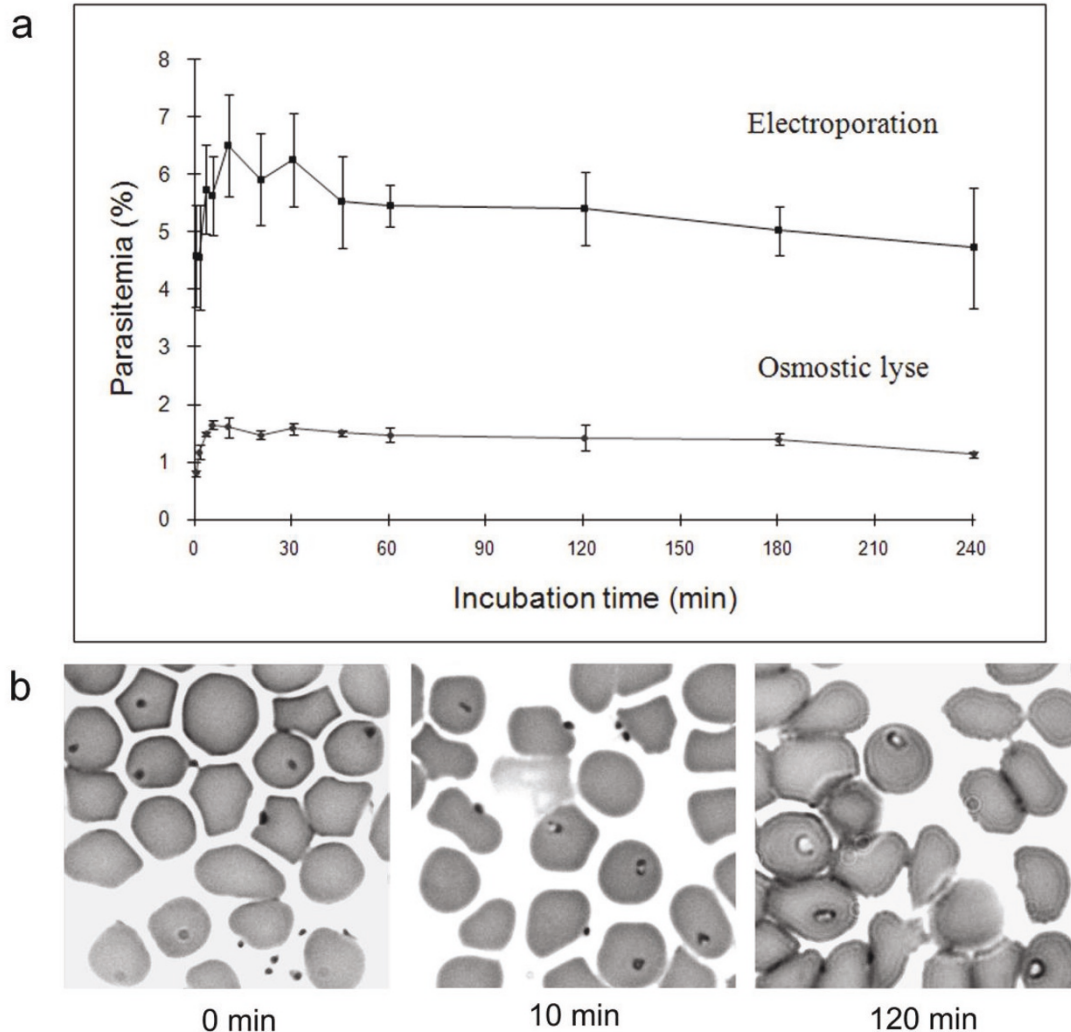 a
8
7
6
5
4
3
2
1
0
Parasitemia (%)
Electroporation
Osmostic lyse
0 30 60 90 120 150 180 210 240
Incubation time (min)
b
0 min 10 min 120 min